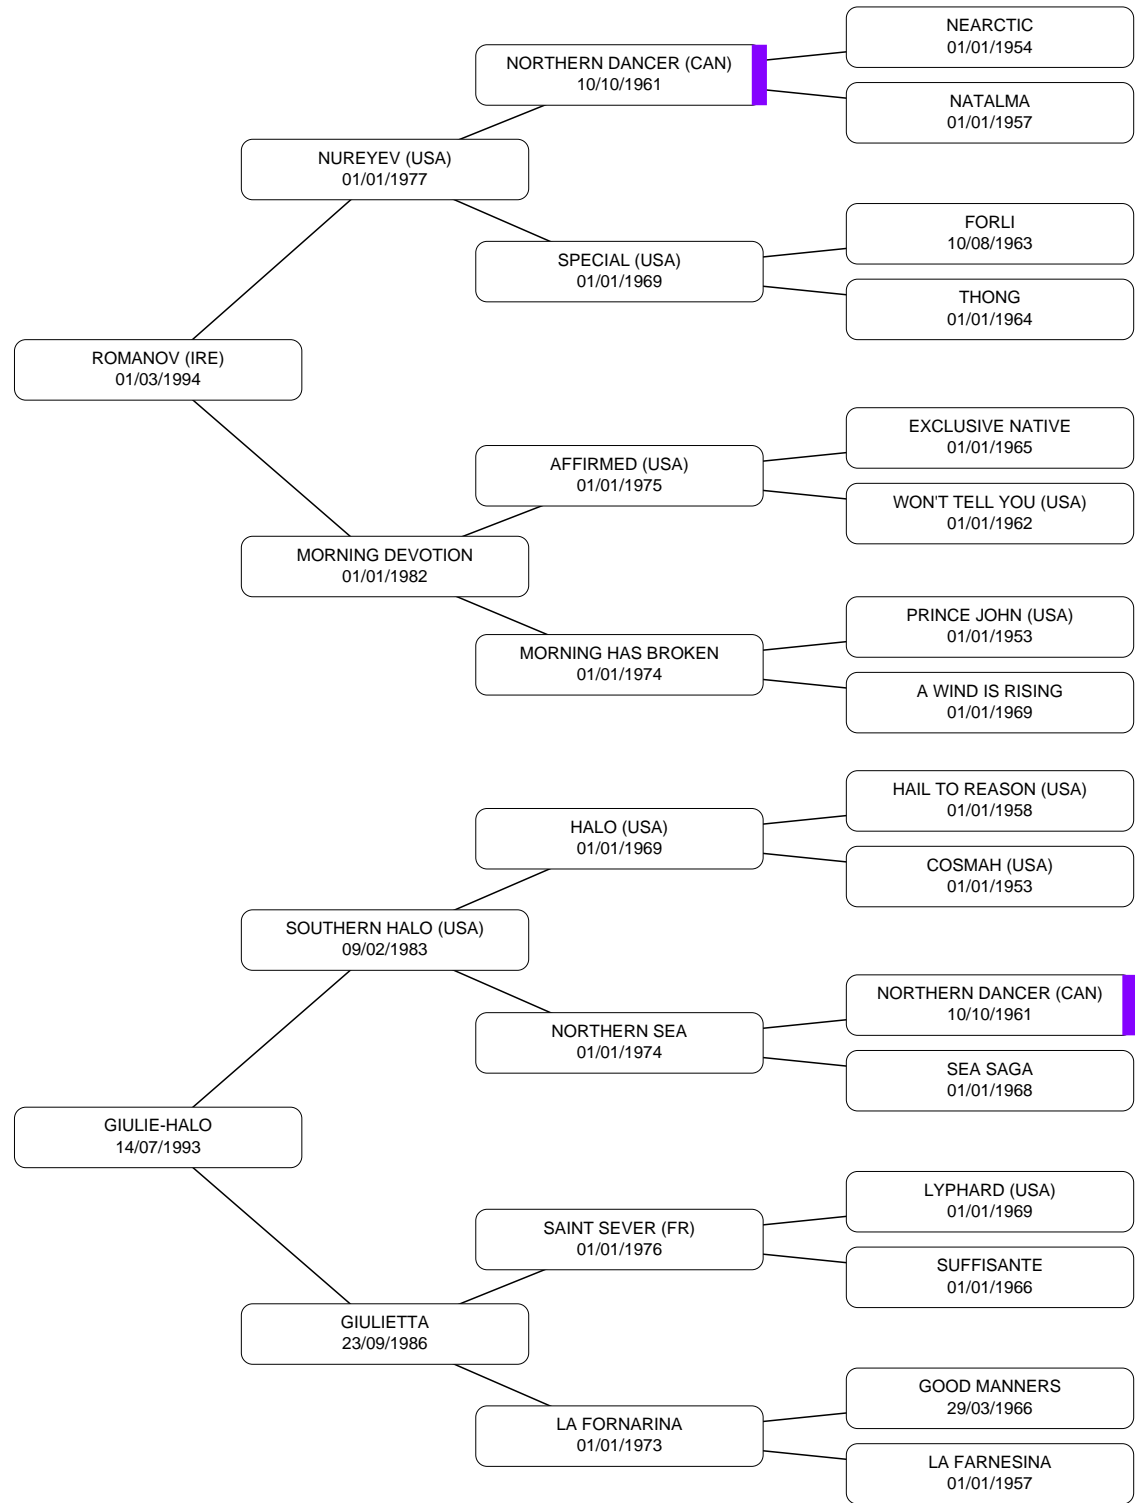 NEARCTIC
01/01/1954
NORTHERN DANCER (CAN)
10/10/1961
NATALMA
01/01/1957
NUREYEV (USA)
01/01/1977
FORLI
10/08/1963
SPECIAL (USA)
01/01/1969
THONG
01/01/1964
ROMANOV (IRE)
01/03/1994
EXCLUSIVE NATIVE
01/01/1965
AFFIRMED (USA)
01/01/1975
WON'T TELL YOU (USA)
01/01/1962
MORNING DEVOTION
01/01/1982
PRINCE JOHN (USA)
01/01/1953
MORNING HAS BROKEN
01/01/1974
A WIND IS RISING
01/01/1969
HAIL TO REASON (USA)
01/01/1958
HALO (USA)
01/01/1969
COSMAH (USA)
01/01/1953
SOUTHERN HALO (USA)
09/02/1983
NORTHERN DANCER (CAN)
10/10/1961
NORTHERN SEA
01/01/1974
SEA SAGA
01/01/1968
GIULIE-HALO
14/07/1993
LYPHARD (USA)
01/01/1969
SAINT SEVER (FR)
01/01/1976
SUFFISANTE
01/01/1966
GIULIETTA
23/09/1986
GOOD MANNERS
29/03/1966
LA FORNARINA
01/01/1973
LA FARNESINA
01/01/1957